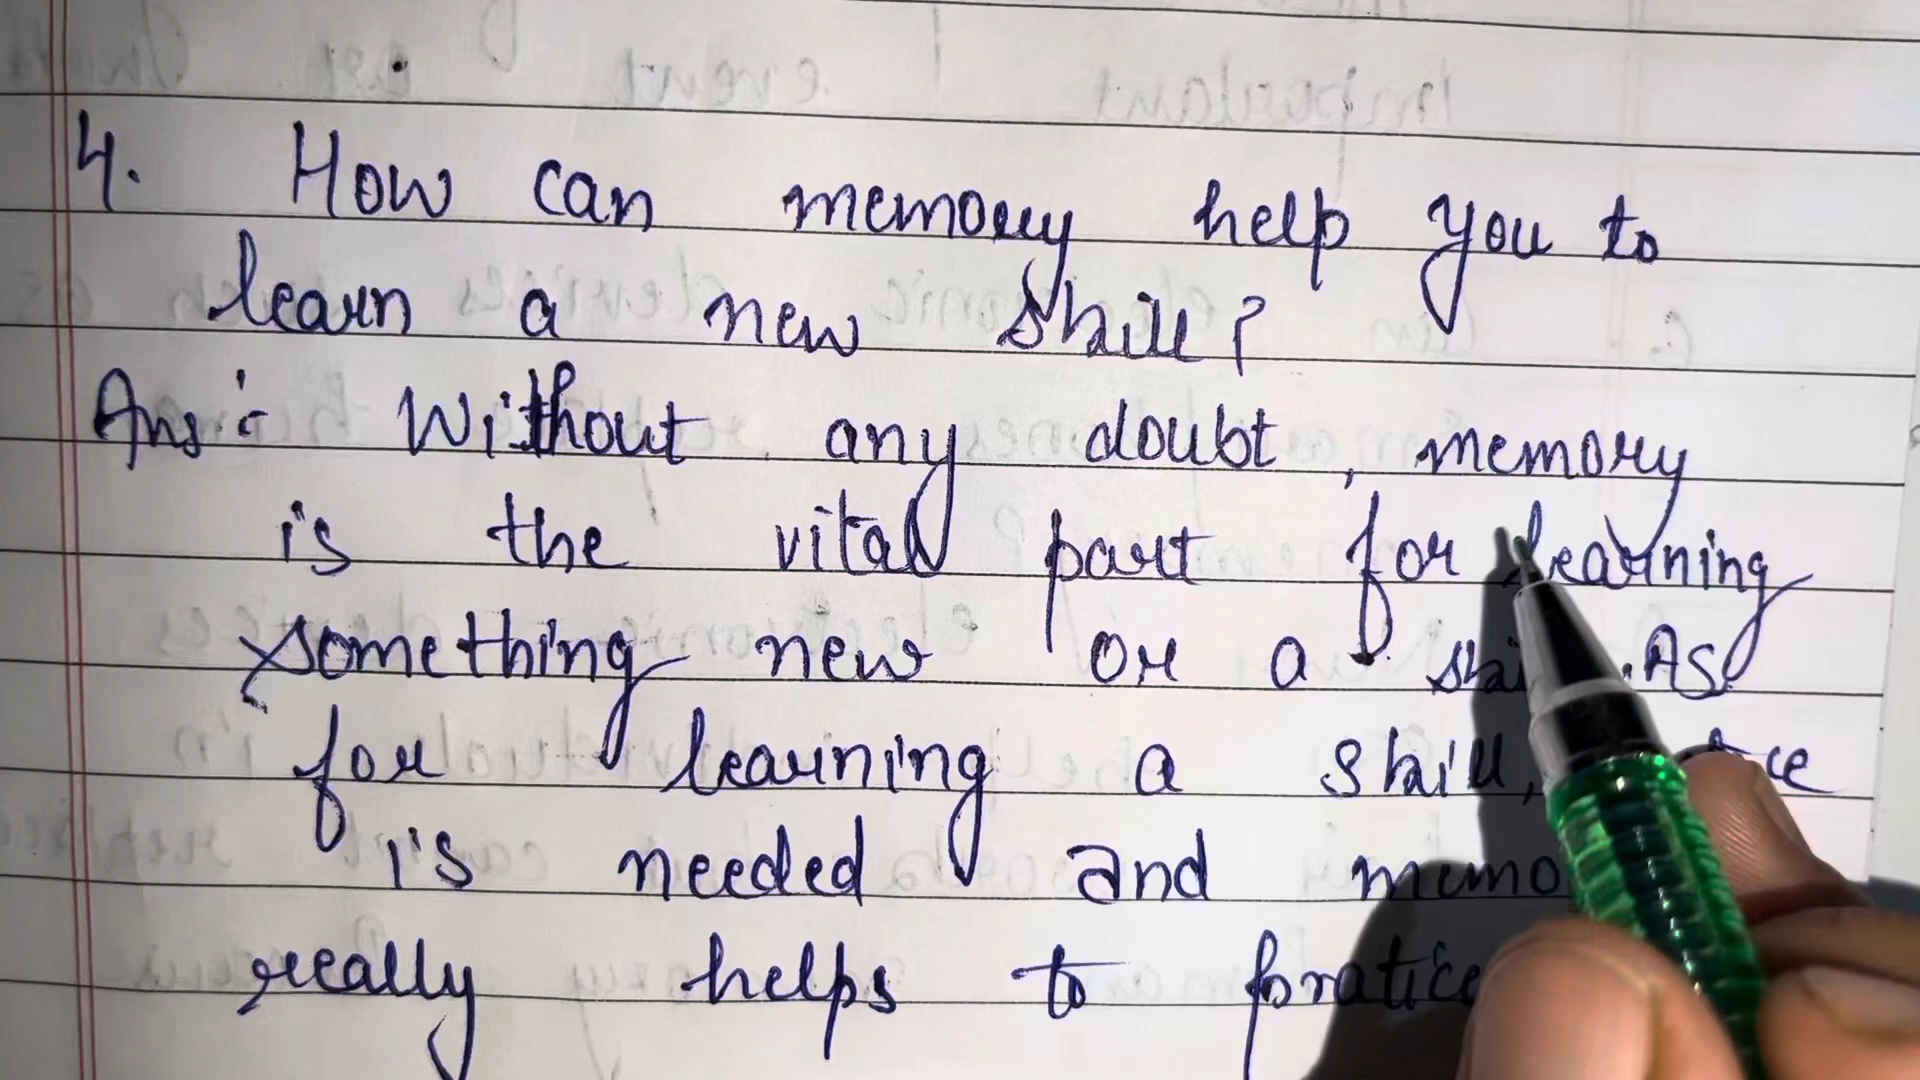 4. How can memory help you to
learn a new skill?
Ans :- Without any doubt, memory
is the vital part for learning
something new or a . As
for learning a skill,
is needed and
really helps to